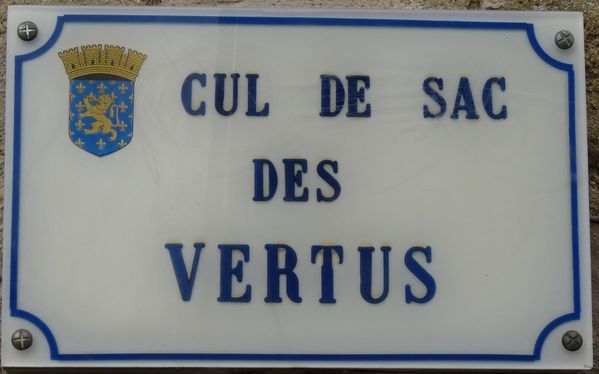 CUL DE SAC
DES
VERTUS